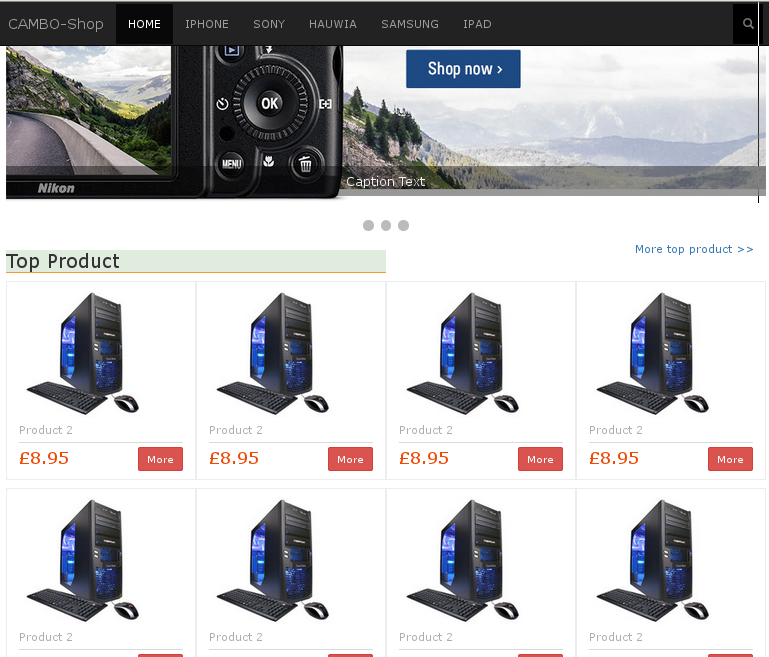 CAMBO-Shop HOME IPHONE SONY HAUWIA SAMSUNG IPAD
Shop now ›
OK
MENU
Nikon
Caption Text
More top product >>
Top Product
Product 2 Product 2 Product 2 Product 2
£8.95 More £8.95 More £8.95 More £8.95 More
Product 2 Product 2 Product 2 Product 2